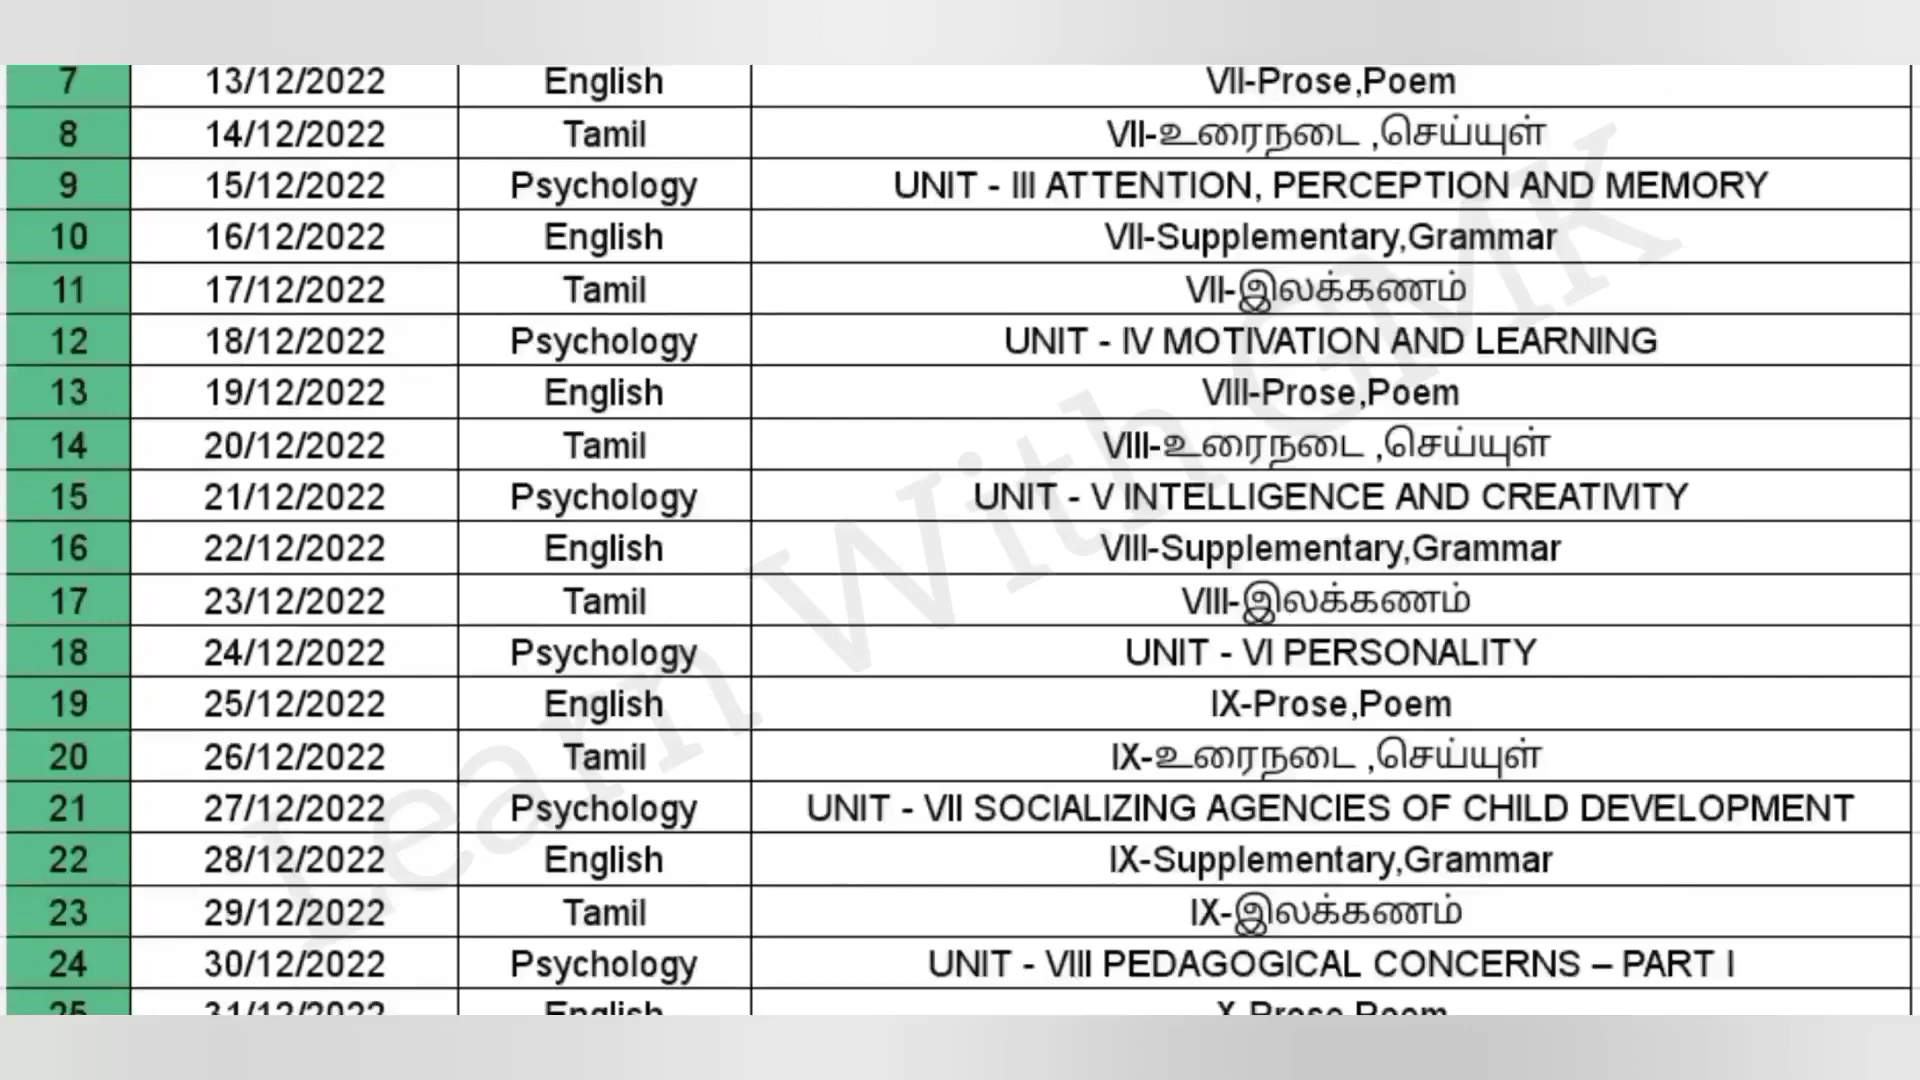 7 13/12/2022 English VII-Prose,Poem
8 14/12/2022 Tamil VII-உரைநடை ,செய்யுள்
9 15/12/2022 Psychology UNIT - III ATTENTION, PERCEPTION AND MEMORY
10 16/12/2022 English VII-Supplementary,Grammar
11 17/12/2022 Tamil VII-இலக்கணம்
12 18/12/2022 Psychology UNIT - IV MOTIVATION AND LEARNING
13 19/12/2022 English VIII-Prose,Poem
14 20/12/2022 Tamil VIII-உரைநடை ,செய்யுள்
15 21/12/2022 Psychology UNIT - V INTELLIGENCE AND CREATIVITY
16 22/12/2022 English VIII-Supplementary,Grammar
17 23/12/2022 Tamil VIII-இலக்கணம்
18 24/12/2022 Psychology UNIT - VI PERSONALITY
19 25/12/2022 English IX-Prose,Poem
20 26/12/2022 Tamil IX-உரைநடை ,செய்யுள்
21 27/12/2022 Psychology UNIT - VII SOCIALIZING AGENCIES OF CHILD DEVELOPMENT
22 28/12/2022 English IX-Supplementary,Grammar
23 29/12/2022 Tamil IX-இலக்கணம்
24 30/12/2022 Psychology UNIT - VIII PEDAGOGICAL CONCERNS – PART I
25 31/12/2022 English X-Prose,Poem
Learn With GMK